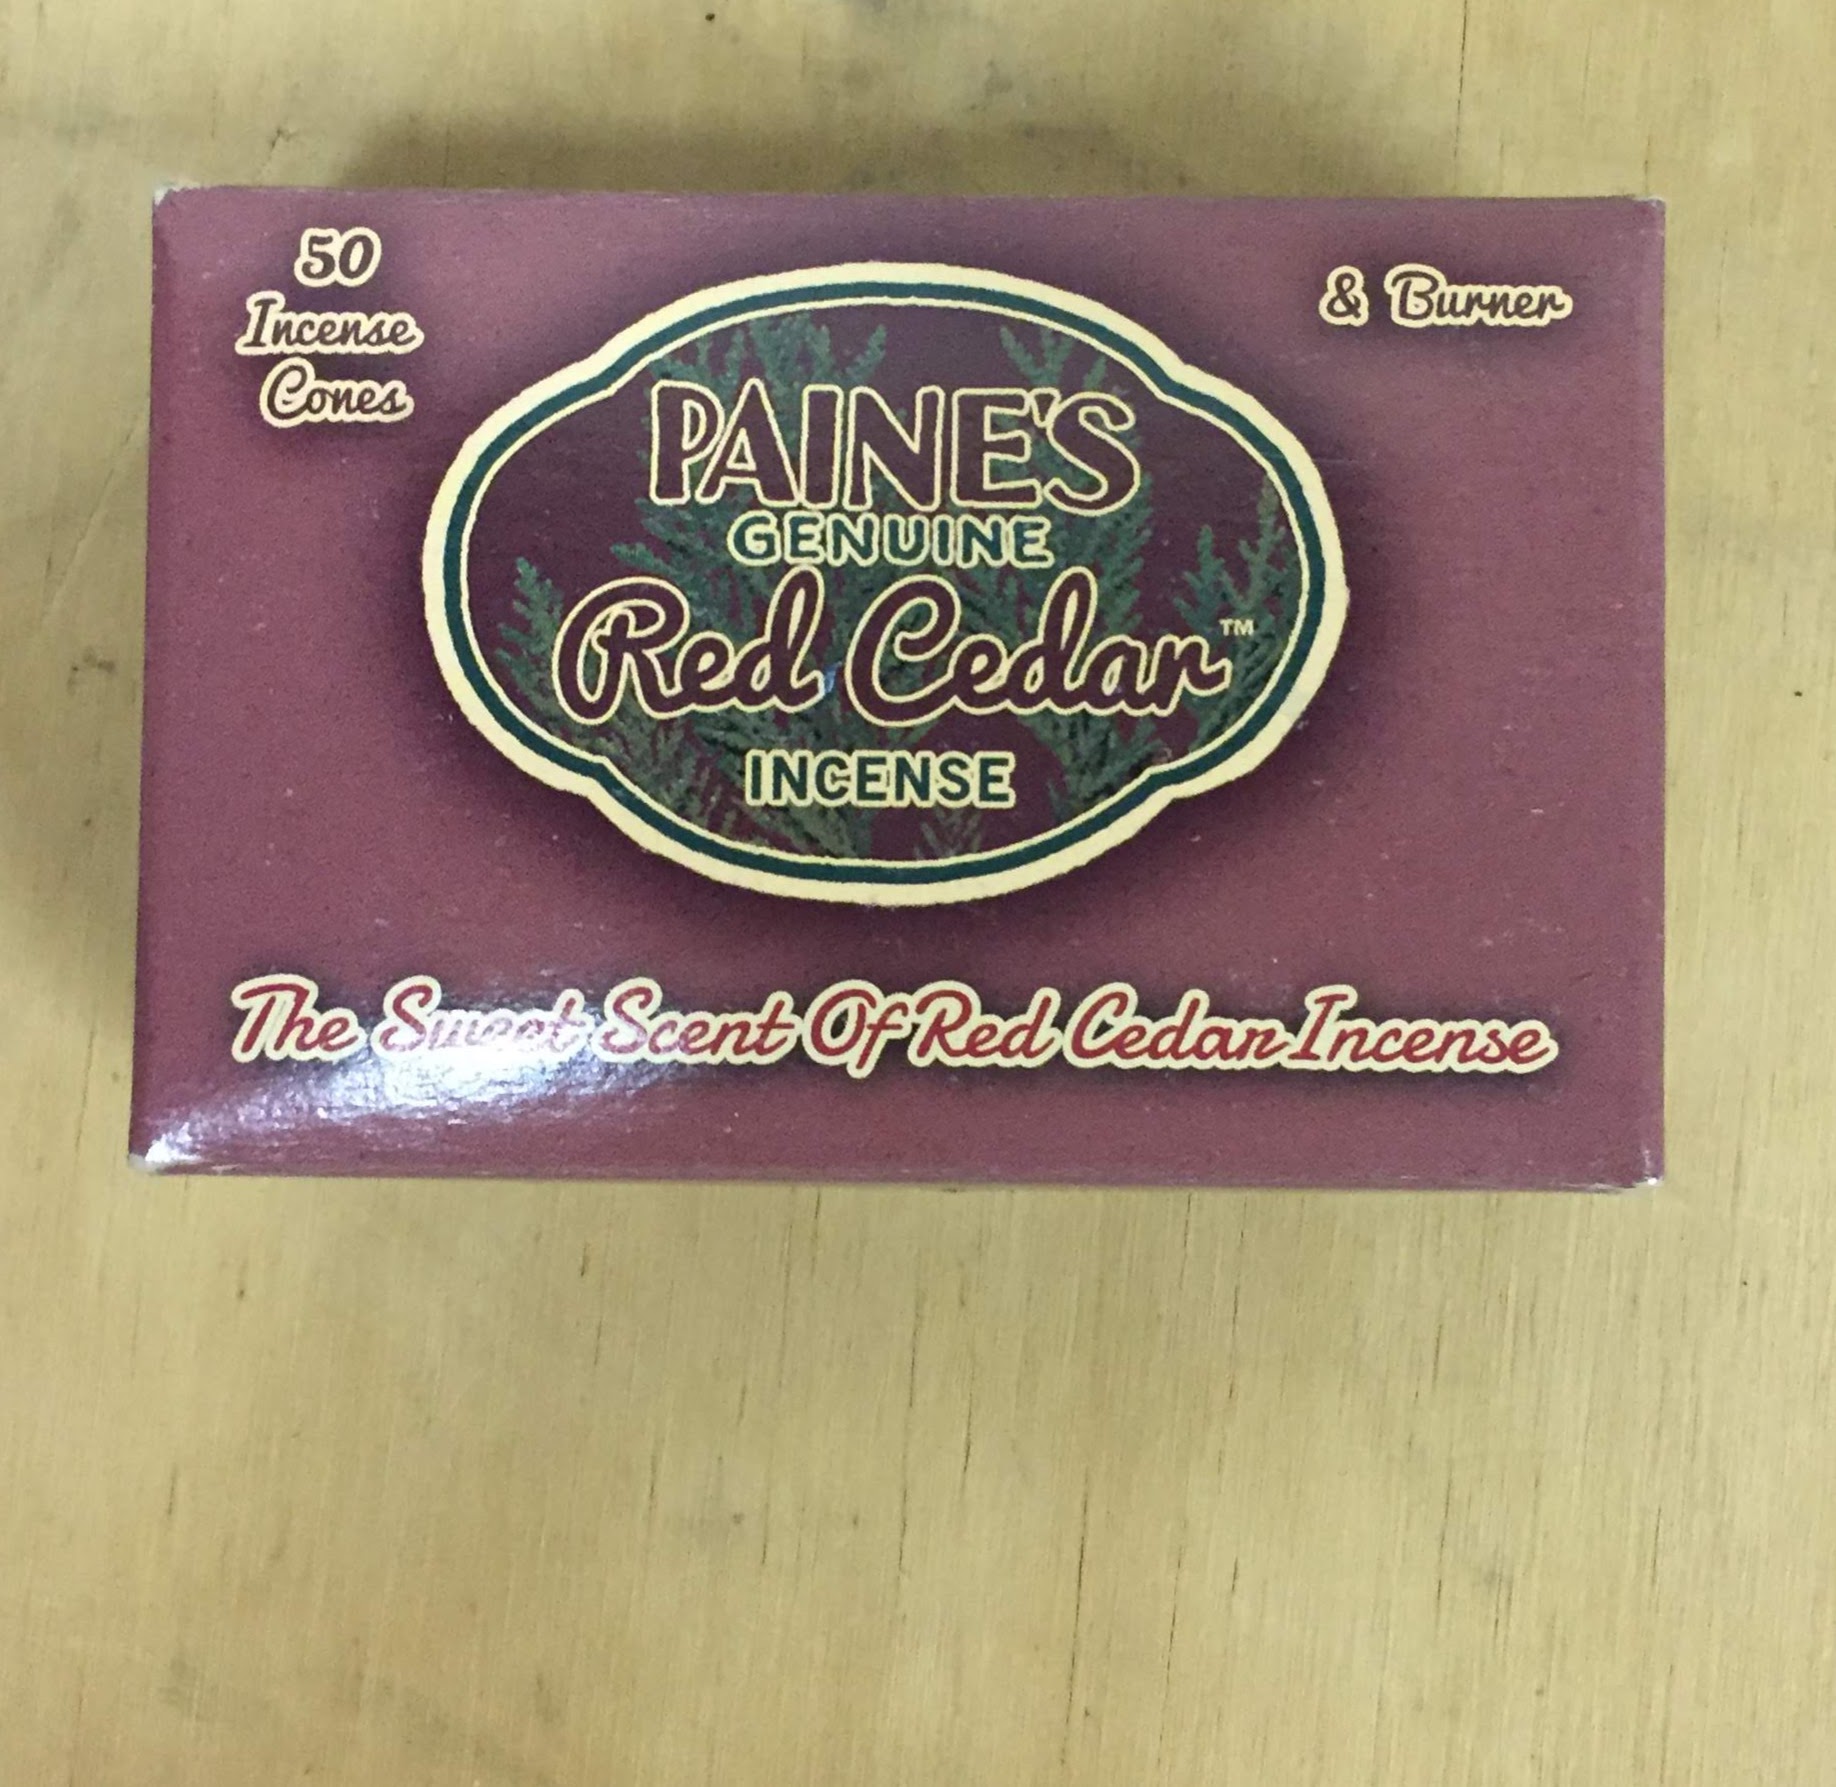 50
Incense
Cones
& Burner
PAINE'S
GENUINE
Red Cedar™
INCENSE
The Sweet Scent Of Red Cedar Incense